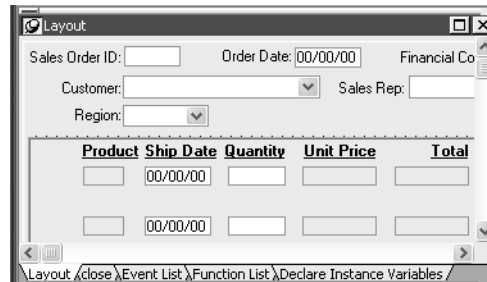 Layout
Sales Order ID: Order Date: 00/00/00 Financial Co
Customer: Sales Rep:
Region:
Product Ship Date Quantity Unit Price Total
00/00/00
00/00/00
Layout close Event List Function List Declare Instance Variables